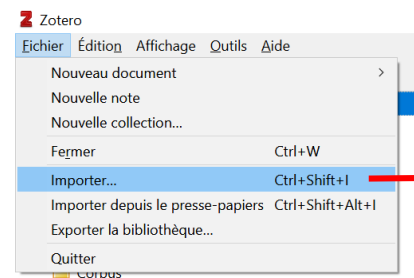 Zotero
Fichier Édition Affichage Outils Aide
Nouveau document
Nouvelle note
Nouvelle collection...
Fermer Ctrl+W
Importer... Ctrl+Shift+I
Importer depuis le presse-papiers Ctrl+Shift+Alt+I
Exporter la bibliothèque...
Quitter
Corpus